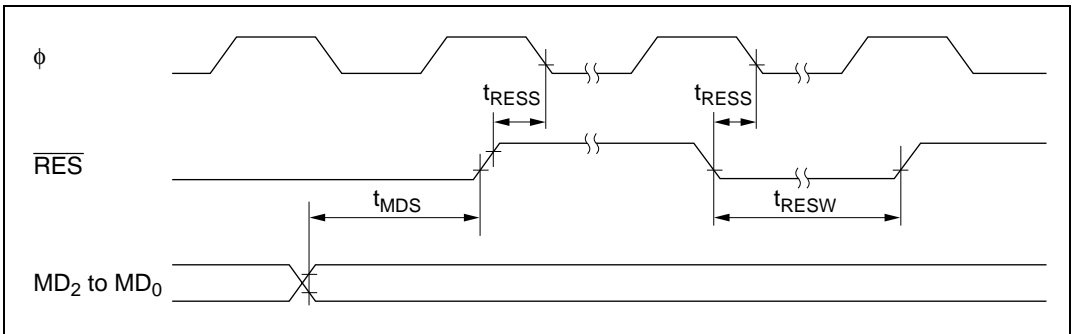 ϕ
tRESS tRESS
RES
tMDS tRESW
MD2 to MD0